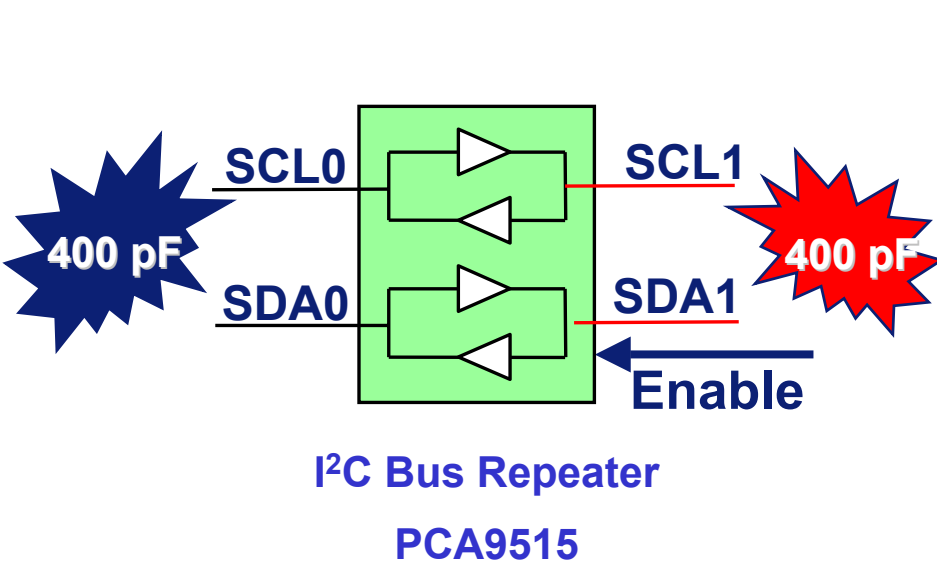 SCL0
SCL1
400 pF
400 pF
SDA0
SDA1
Enable
I²C Bus Repeater
PCA9515